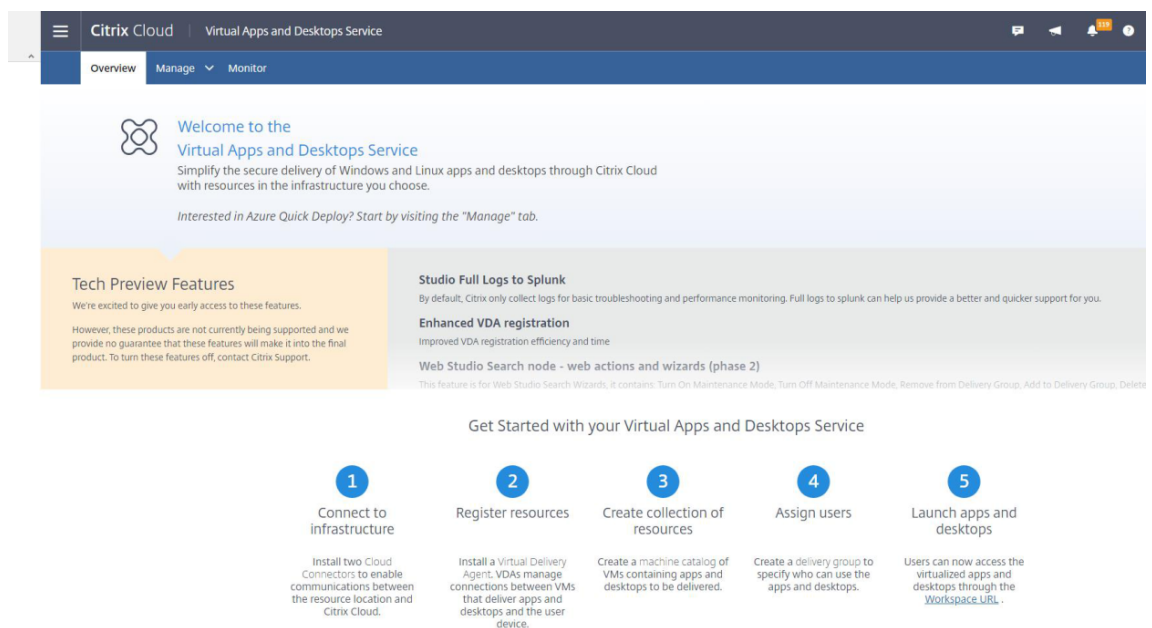 Citrix Cloud
Virtual Apps and Desktops Service
119
?
Overview
Manage
Monitor
Welcome to the
Virtual Apps and Desktops Service
Simplify the secure delivery of Windows and Linux apps and desktops through Citrix Cloud
with resources in the infrastructure you choose.
Interested in Azure Quick Deploy? Start by visiting the "Manage" tab.
Tech Preview Features
We're excited to give you early access to these features.
However, these products are not currently being supported and we
provide no guarantee that these features will make it into the final
product. To turn these features off, contact Citrix Support.
Studio Full Logs to Splunk
By default, Citrix only collect logs for basic troubleshooting and performance monitoring. Full logs to splunk can help us provide a better and quicker support for you.
Enhanced VDA registration
Improved VDA registration efficiency and time
Web Studio Search node - web actions and wizards (phase 2)
This feature is for Web Studio Search Wizards, it contains: Turn On Maintenance Mode, Turn Off Maintenance Mode, Remove from Delivery Group, Add to Delivery Group, Delete
Get Started with your Virtual Apps and Desktops Service
1
Connect to
infrastructure
Install two Cloud
Connectors to enable
communications between
the resource location and
Citrix Cloud.
2
Register resources
Install a Virtual Delivery
Agent. VDAs manage
connections between VMs
that deliver apps and
desktops and the user
device.
3
Create collection of
resources
Create a machine catalog of
VMs containing apps and
desktops to be delivered.
4
Assign users
Create a delivery group to
specify who can use the
apps and desktops.
5
Launch apps and
desktops
Users can now access the
virtualized apps and
desktops through the
Workspace URL .